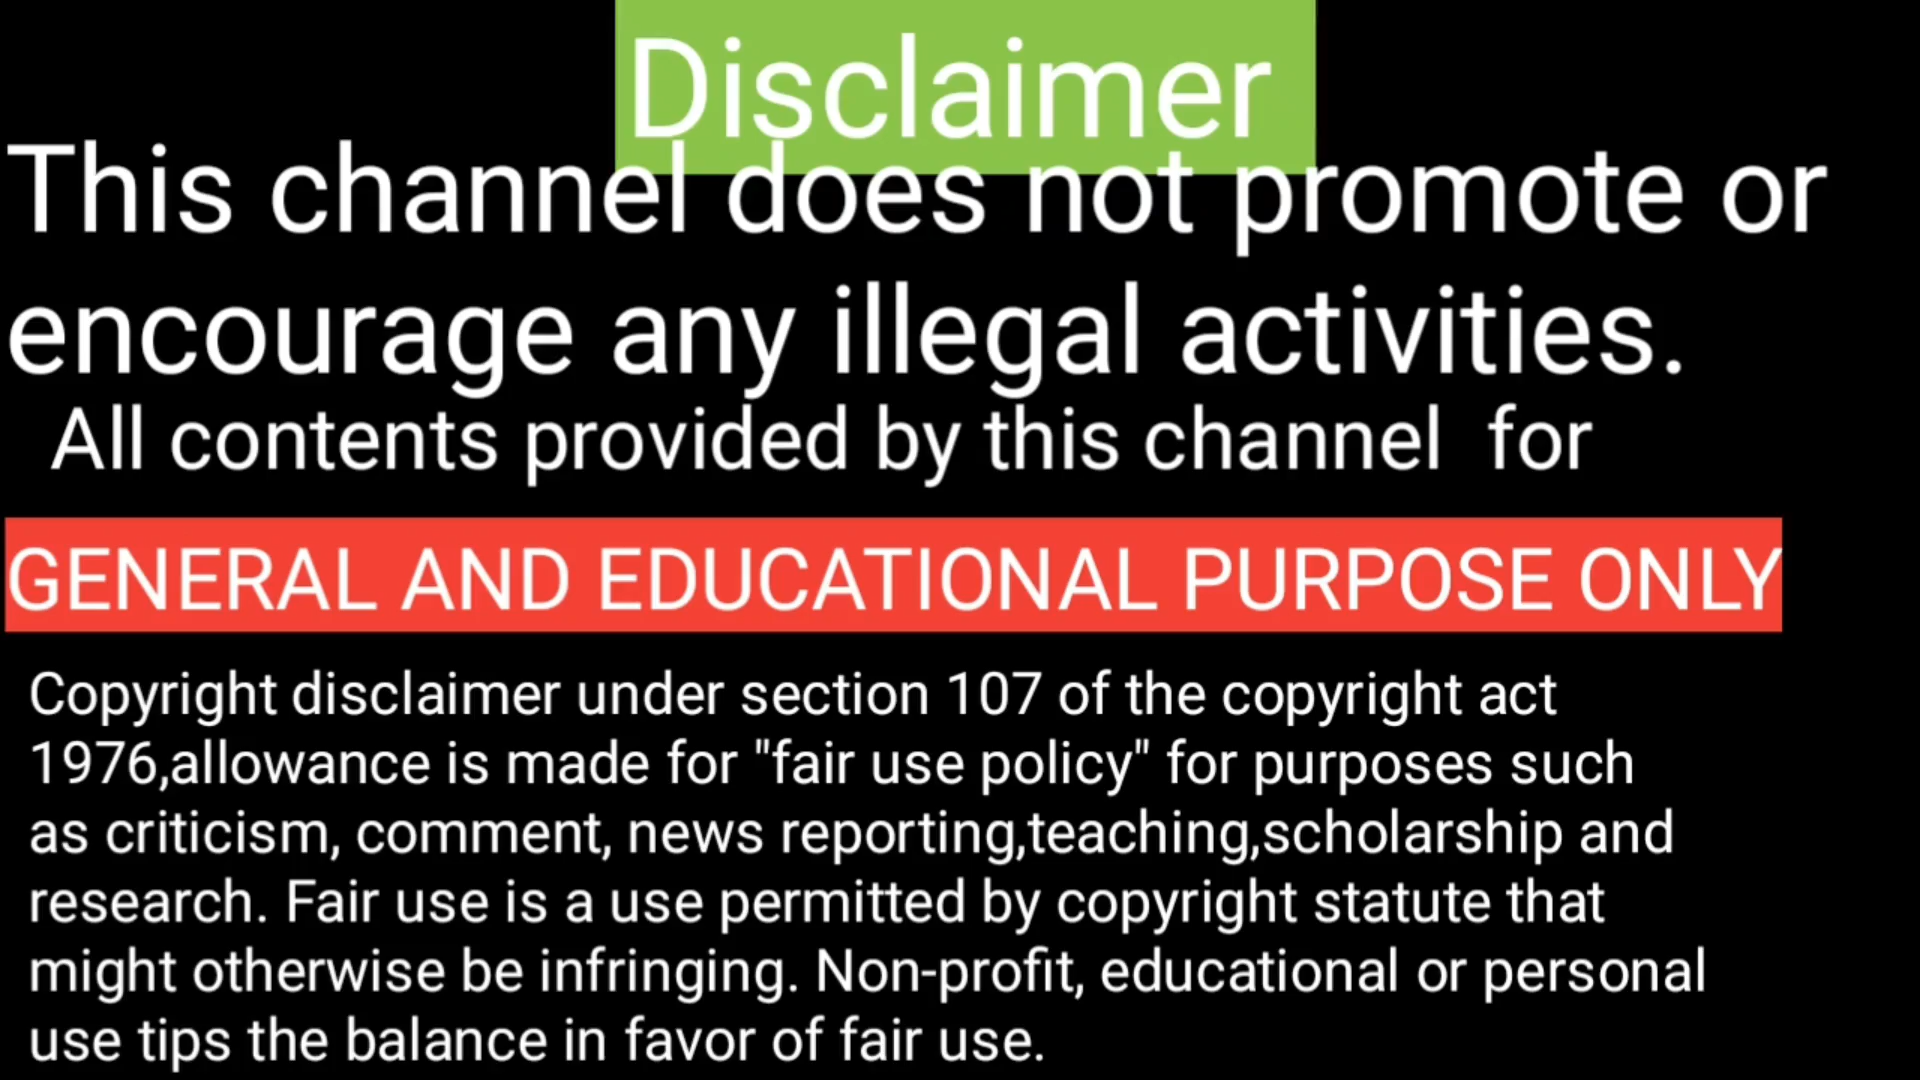 Disclaimer
This channel does not promote or
encourage any illegal activities.
All contents provided by this channel  for
GENERAL AND EDUCATIONAL PURPOSE ONLY
Copyright disclaimer under section 107 of the copyright act
1976,allowance is made for "fair use policy" for purposes such
as criticism, comment, news reporting,teaching,scholarship and
research. Fair use is a use permitted by copyright statute that
might otherwise be infringing. Non-profit, educational or personal
use tips the balance in favor of fair use.